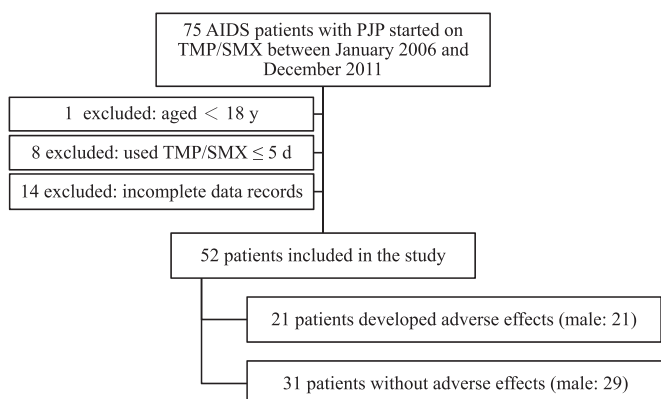 75 AIDS patients with PJP started on
TMP/SMX between January 2006 and
December 2011
1 excluded: aged < 18 y
8 excluded: used TMP/SMX ≤ 5 d
14 excluded: incomplete data records
52 patients included in the study
21 patients developed adverse effects (male: 21)
31 patients without adverse effects (male: 29)